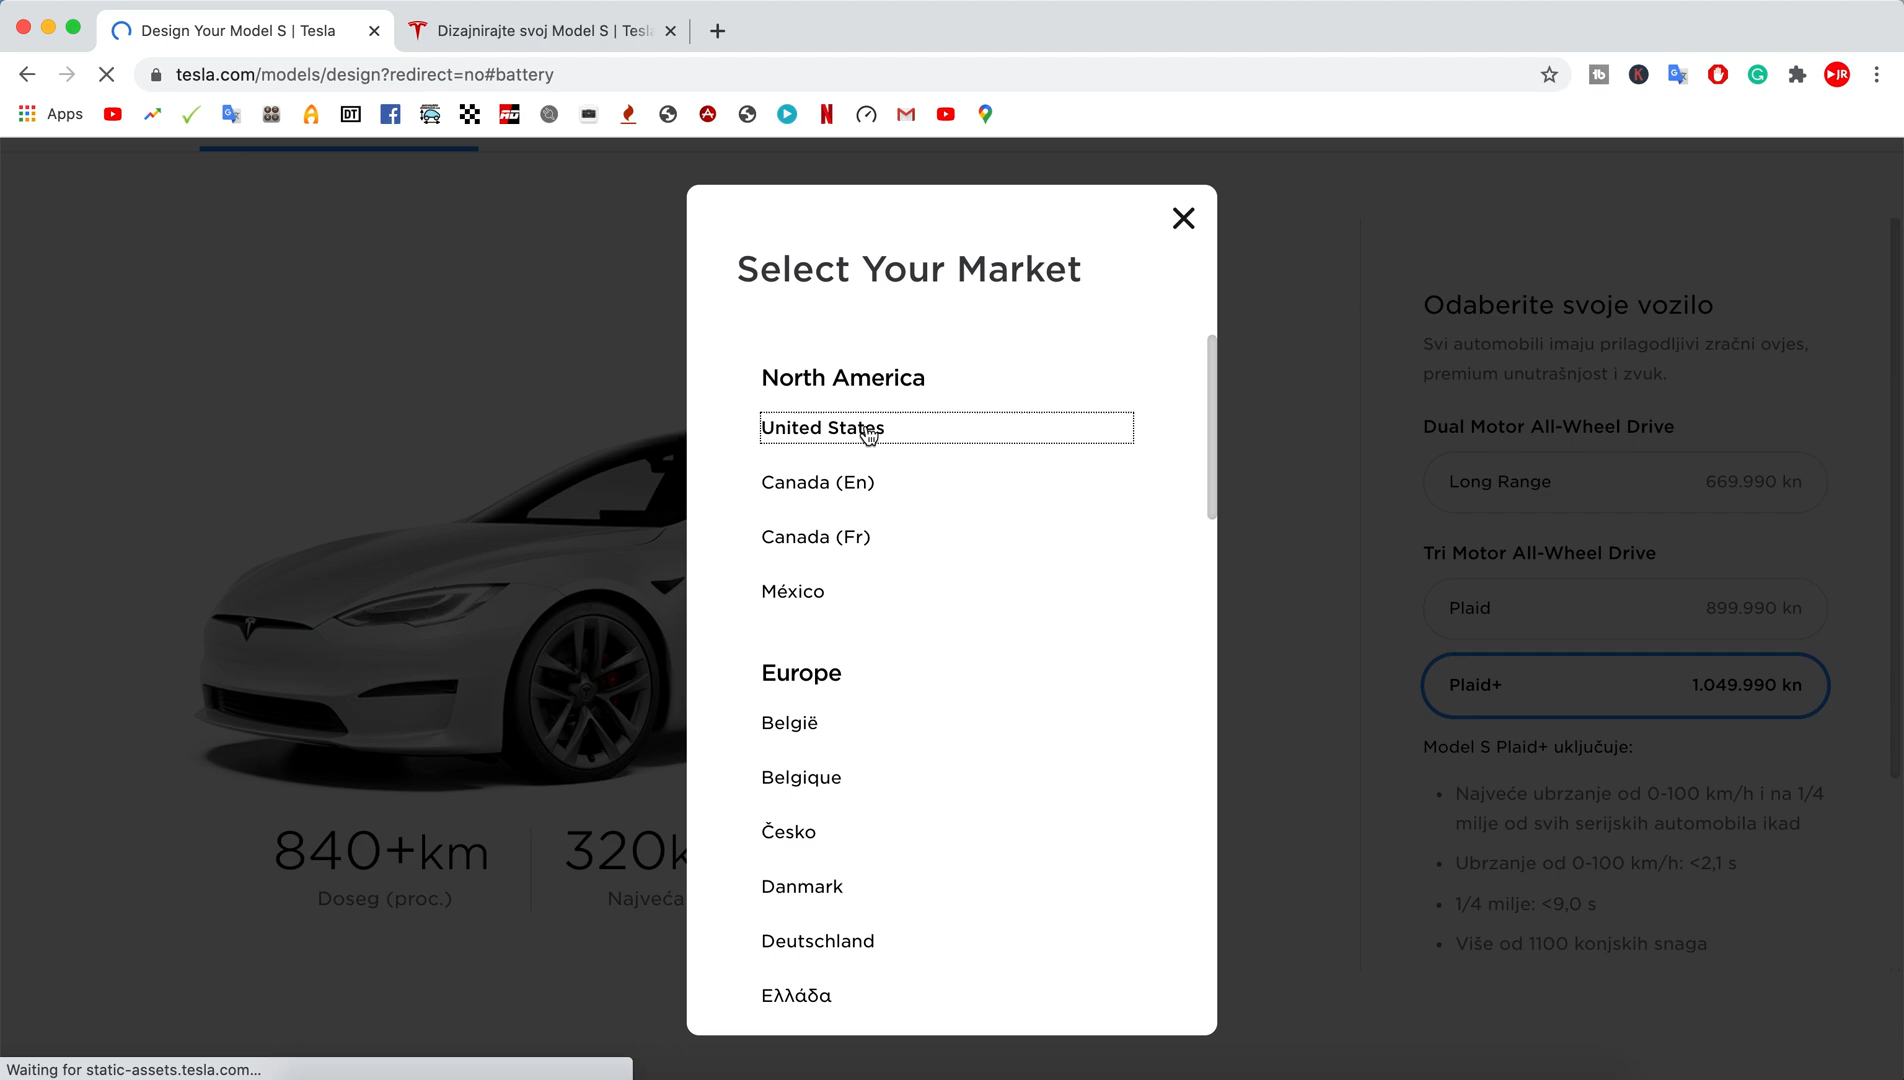 Design Your Model S | Tesla
Dizajnirajte svoj Model S | Tesl
tesla.com/models/design?redirect=no#battery
Apps
Select Your Market
North America
United States
Canada (En)
Canada (Fr)
México
Europe
België
Belgique
Česko
Danmark
Deutschland
Ελλάδα
840+km
Doseg (proc.)
320k
Najveća
Odaberite svoje vozilo
Svi automobili imaju prilagodljivi zračni ovjes,
premium unutrašnjost i zvuk.
Dual Motor All-Wheel Drive
Long Range 669.990 kn
Tri Motor All-Wheel Drive
Plaid 899.990 kn
Plaid+ 1.049.990 kn
Model S Plaid+ uključuje:
• Najveće ubrzanje od 0-100 km/h i na 1/4
milje od svih serijskih automobila ikad
• Ubrzanje od 0-100 km/h: <2,1 s
• 1/4 milje: <9,0 s
• Više od 1100 konjskih snaga
Waiting for static-assets.tesla.com...